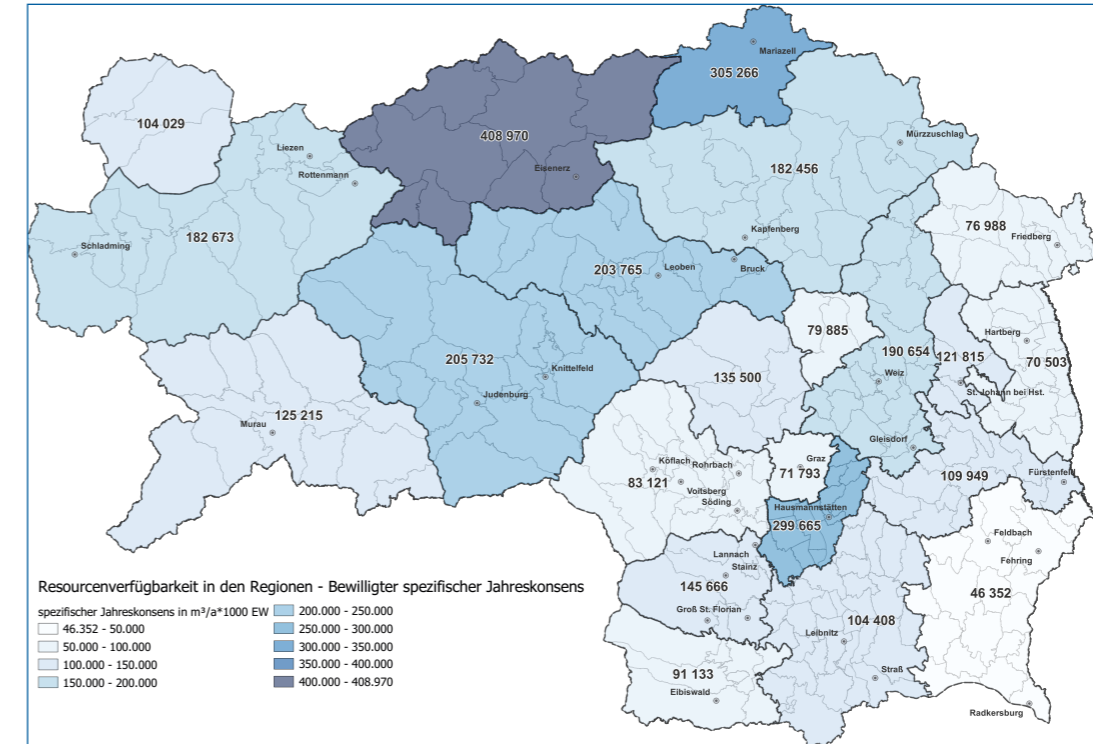 Mariazell
305 266
104 029
408 970
Liezen
Mürzzuschlag
Eisenerz
182 456
Rottenmann
76 988
182 673
Kapfenberg
Friedberg
Schladming
203 765
Leoben
Bruck
79 885
Hartberg
205 732
190 654
121 815
70 503
Knittelfeld
135 500
Weiz
St. Johann bei Hst.
125 215
Judenburg
Murau
Gleisdorf
Graz
Köflach
Rohrbach
71 793
83 121
Voitsberg
109 949
Fürstenfeld
Söding
Hausmannstätten
299 665
Feldbach
Lannach
Fehring
Stainz
145 666
46 352
Groß St. Florian
104 408
Leibnitz
91 133
Straß
Eibiswald
Radkersburg
Resourcenverfügbarkeit in den Regionen - Bewilligter spezifischer Jahreskonsens
spezifischer Jahreskonsens in m³/a*1000 EW
46.352 - 50.000
50.000 - 100.000
100.000 - 150.000
150.000 - 200.000
200.000 - 250.000
250.000 - 300.000
300.000 - 350.000
350.000 - 400.000
400.000 - 408.970